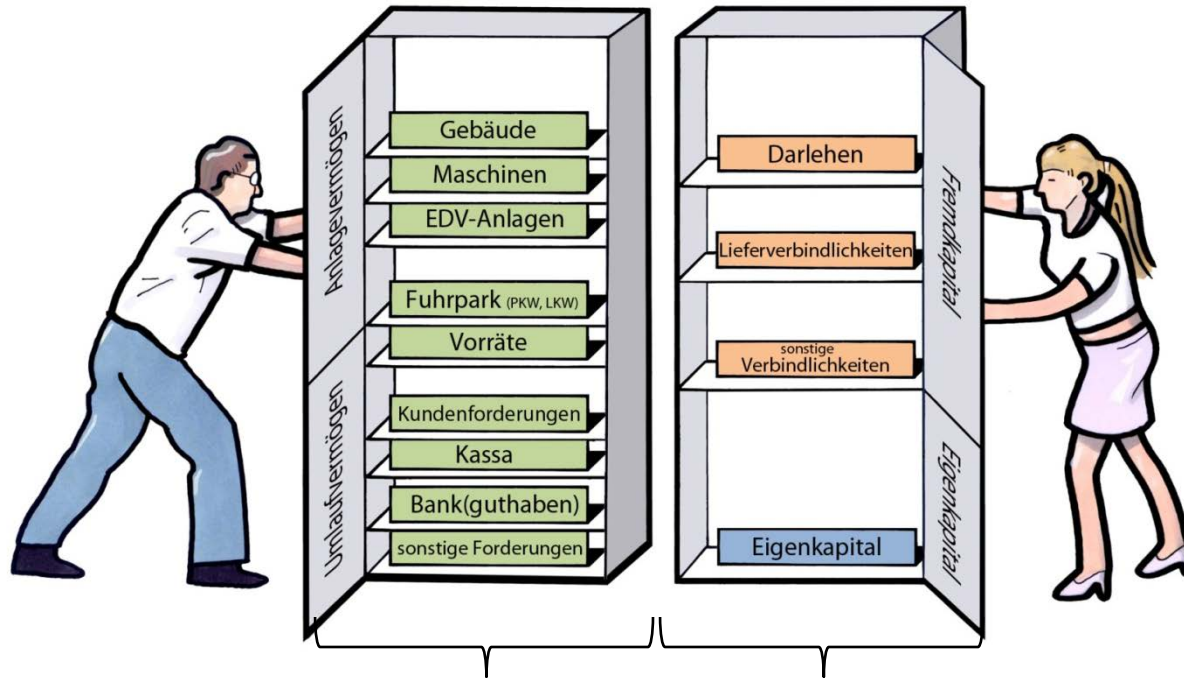 Anlagevermögen
Umlaufvermögen
Gebäude
Maschinen
EDV-Anlagen
Fuhrpark (PKW, LKW)
Vorräte
Kundenforderungen
Kassa
Bank(guthaben)
sonstige Forderungen
Darlehen
Lieferverbindlichkeiten
sonstige
Verbindlichkeiten
Eigenkapital
Fremdkapital
Eigenkapital